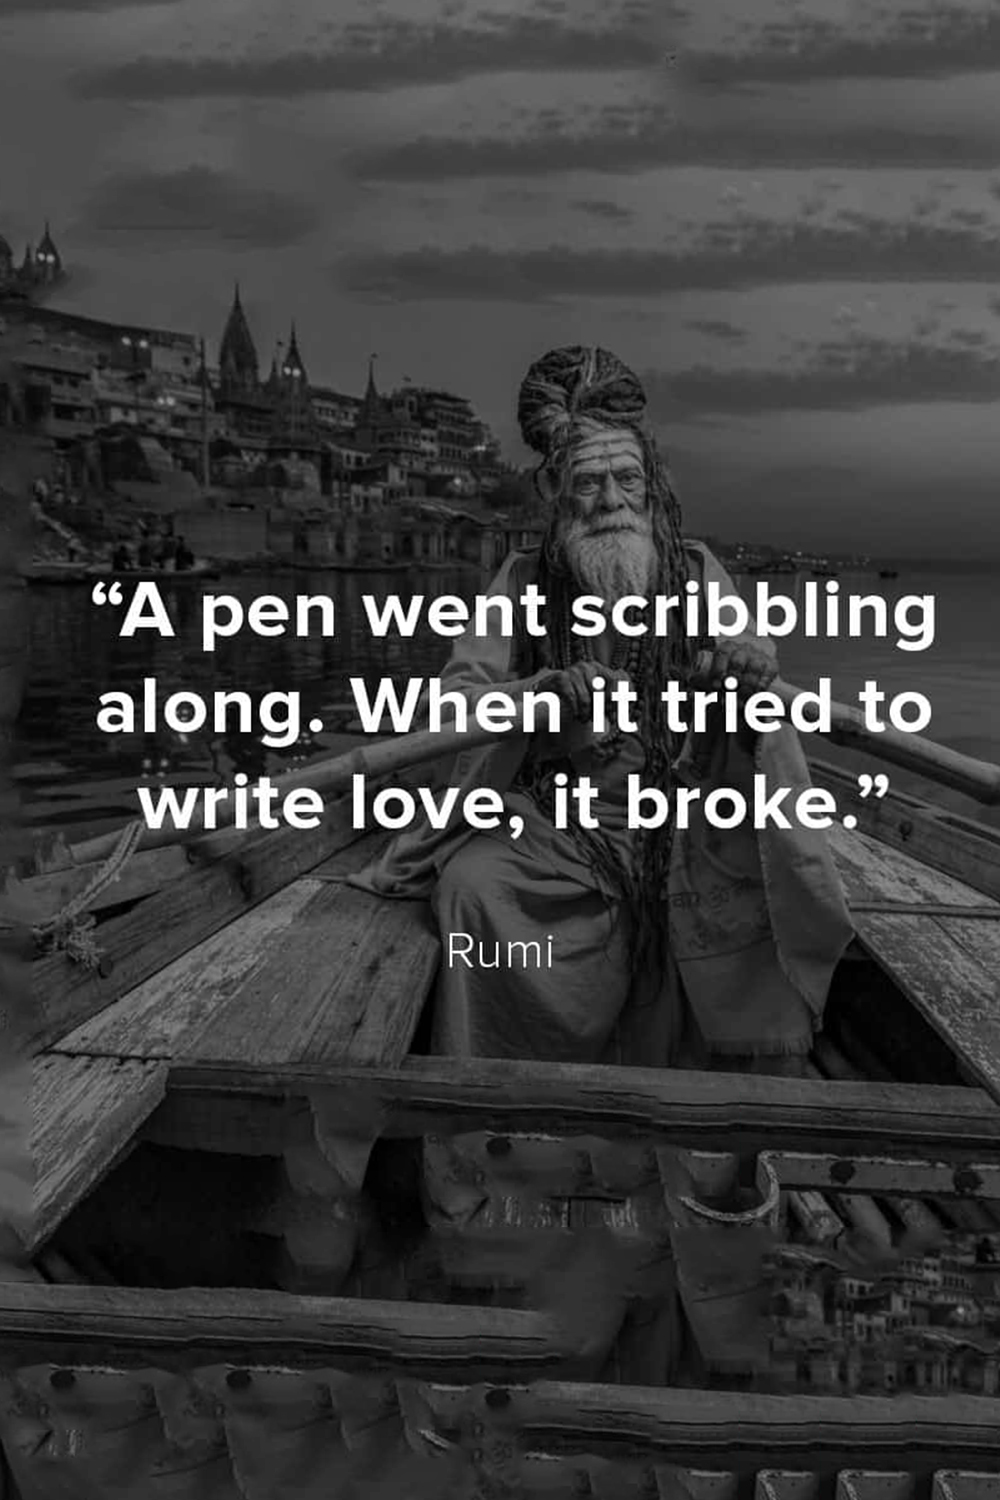 “A pen went scribbling
along. When it tried to
write love, it broke.”
Rumi